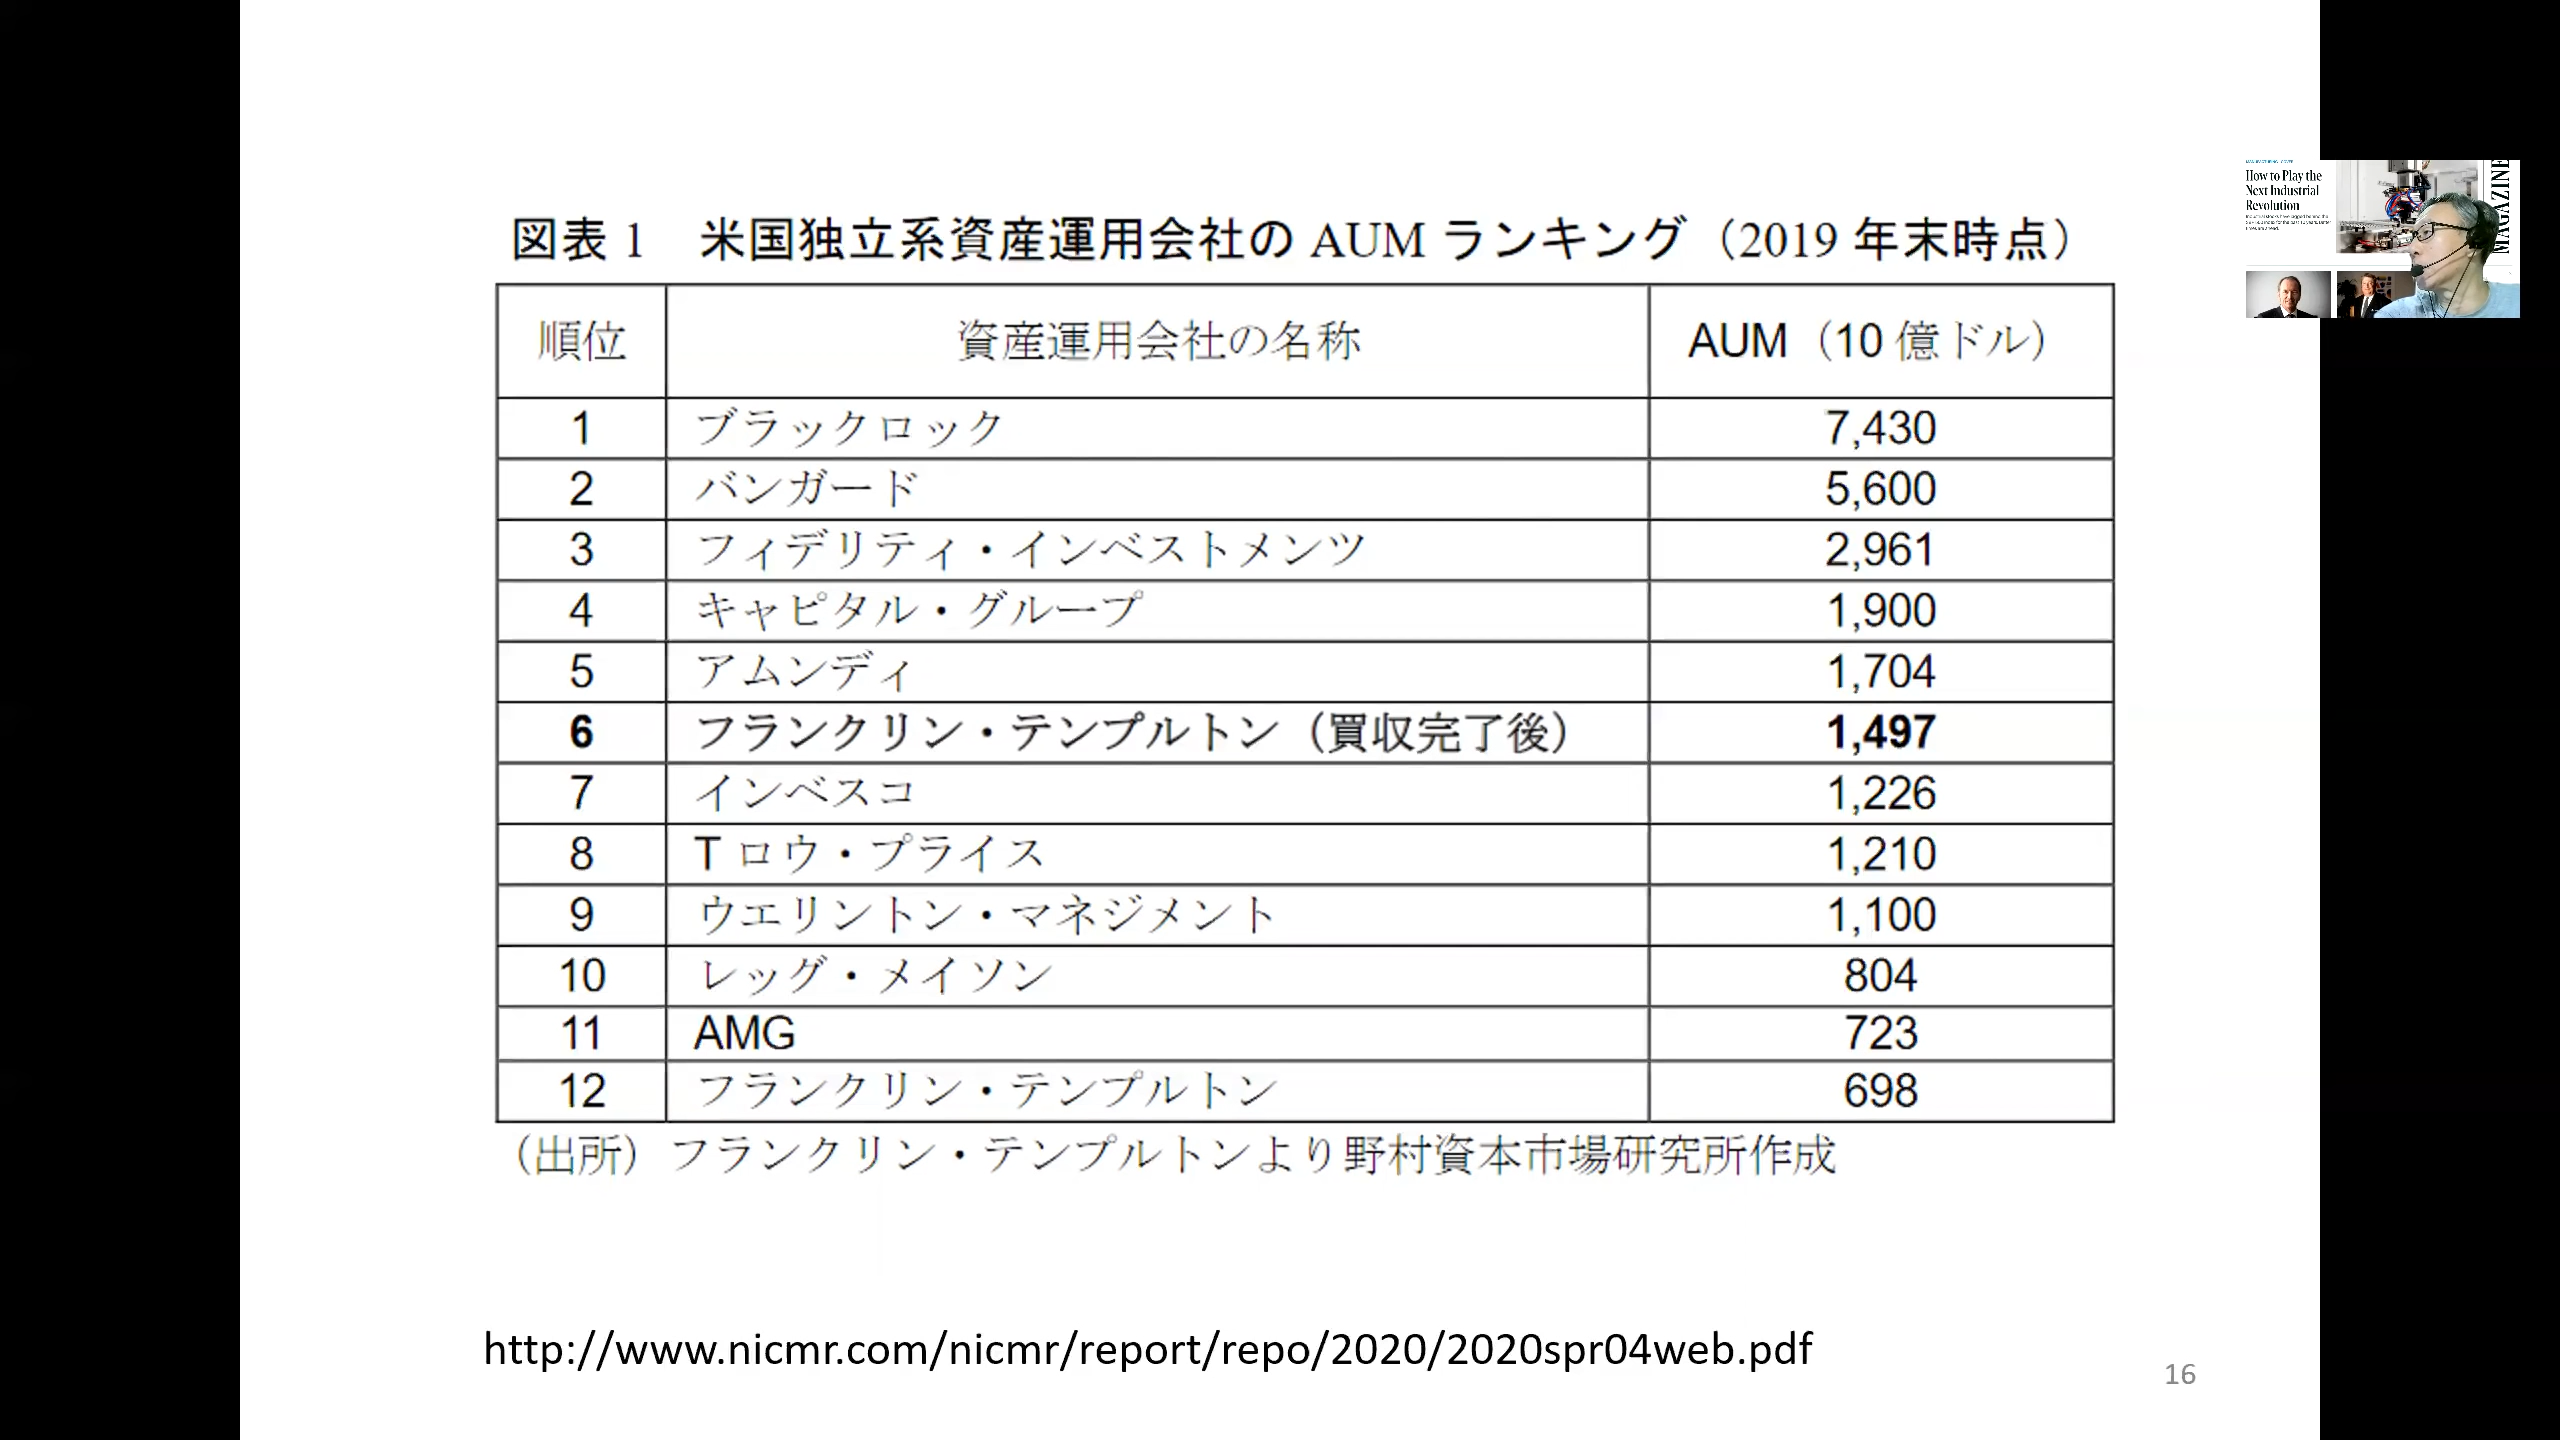 図表 1　米国独立系資産運用会社の AUM ランキング（2019 年末時点）
順位 資産運用会社の名称 AUM（10 億ドル）
1 ブラックロック 7,430
2 バンガード 5,600
3 フィデリティ・インベストメンツ 2,961
4 キャピタル・グループ 1,900
5 アムンディ 1,704
6 フランクリン・テンプルトン（買収完了後） 1,497
7 インベスコ 1,226
8 T ロウ・プライス 1,210
9 ウエリントン・マネジメント 1,100
10 レッグ・メイソン 804
11 AMG 723
12 フランクリン・テンプルトン 698
（出所）フランクリン・テンプルトンより野村資本市場研究所作成
http://www.nicmr.com/nicmr/report/repo/2020/2020spr04web.pdf
16
How to Play the
Next Industrial
Revolution
MAGAZINE